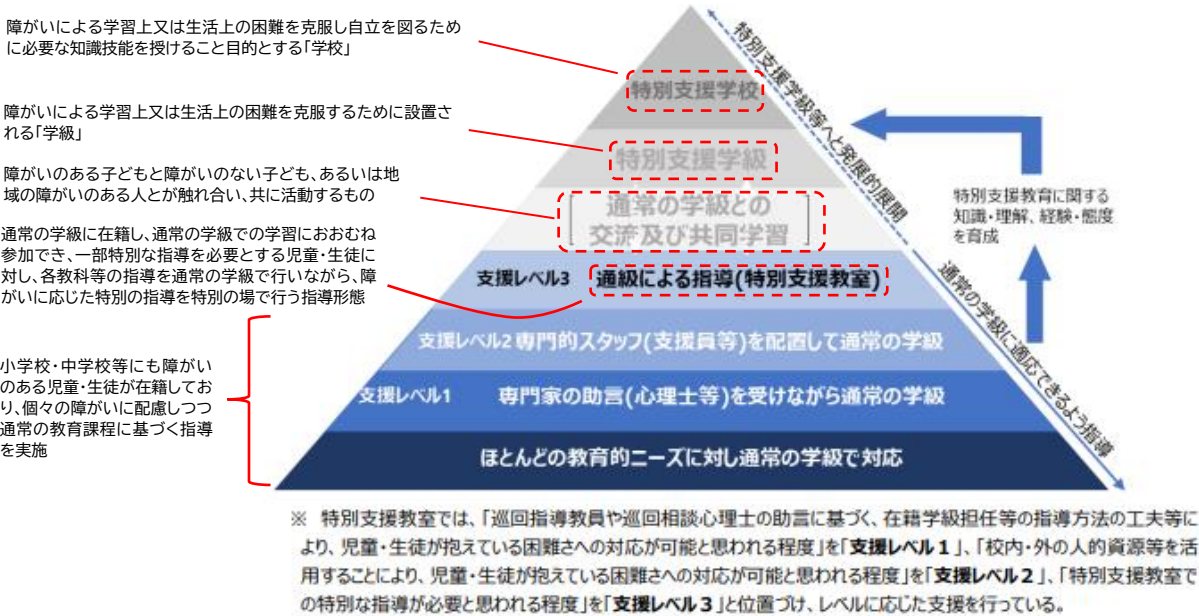 障がいによる学習上又は生活上の困難を克服し自立を図るため
に必要な知識技能を授けること目的とする「学校」
障がいによる学習上又は生活上の困難を克服するために設置さ
れる「学級」
障がいのある子どもと障がいのない子ども、あるいは地
域の障がいのある人とが触れ合い、共に活動するもの
通常の学級に在籍し、通常の学級での学習におおむね
参加でき、一部特別な指導を必要とする児童・生徒に
対し、各教科等の指導を通常の学級で行いながら、障
がいに応じた特別の指導を特別の場で行う指導形態
小学校・中学校等にも障がい
のある児童・生徒が在籍してお
り、個々の障がいに配慮しつつ
通常の教育課程に基づく指導
を実施
特別支援学校
特別支援学級
通常の学級との
交流及び共同学習
支援レベル3 通級による指導(特別支援教室)
支援レベル2 専門的スタッフ(支援員等)を配置して通常の学級
支援レベル1 専門家の助言(心理士等)を受けながら通常の学級
ほとんどの教育的ニーズに対し通常の学級で対応
特別支援学級等へと発展的展開
通常の学級に適応できるよう指導
特別支援教育に関する
知識・理解、経験・態度
を育成
※ 特別支援教室では、「巡回指導教員や巡回相談心理士の助言に基づく、在籍学級担任等の指導方法の工夫等に
より、児童・生徒が抱えている困難さへの対応が可能と思われる程度」を「支援レベル1」、「校内・外の人的資源等を活
用することにより、児童・生徒が抱えている困難さへの対応が可能と思われる程度」を「支援レベル2」、「特別支援教室で
の特別な指導が必要と思われる程度」を「支援レベル3」と位置づけ、レベルに応じた支援を行っている。